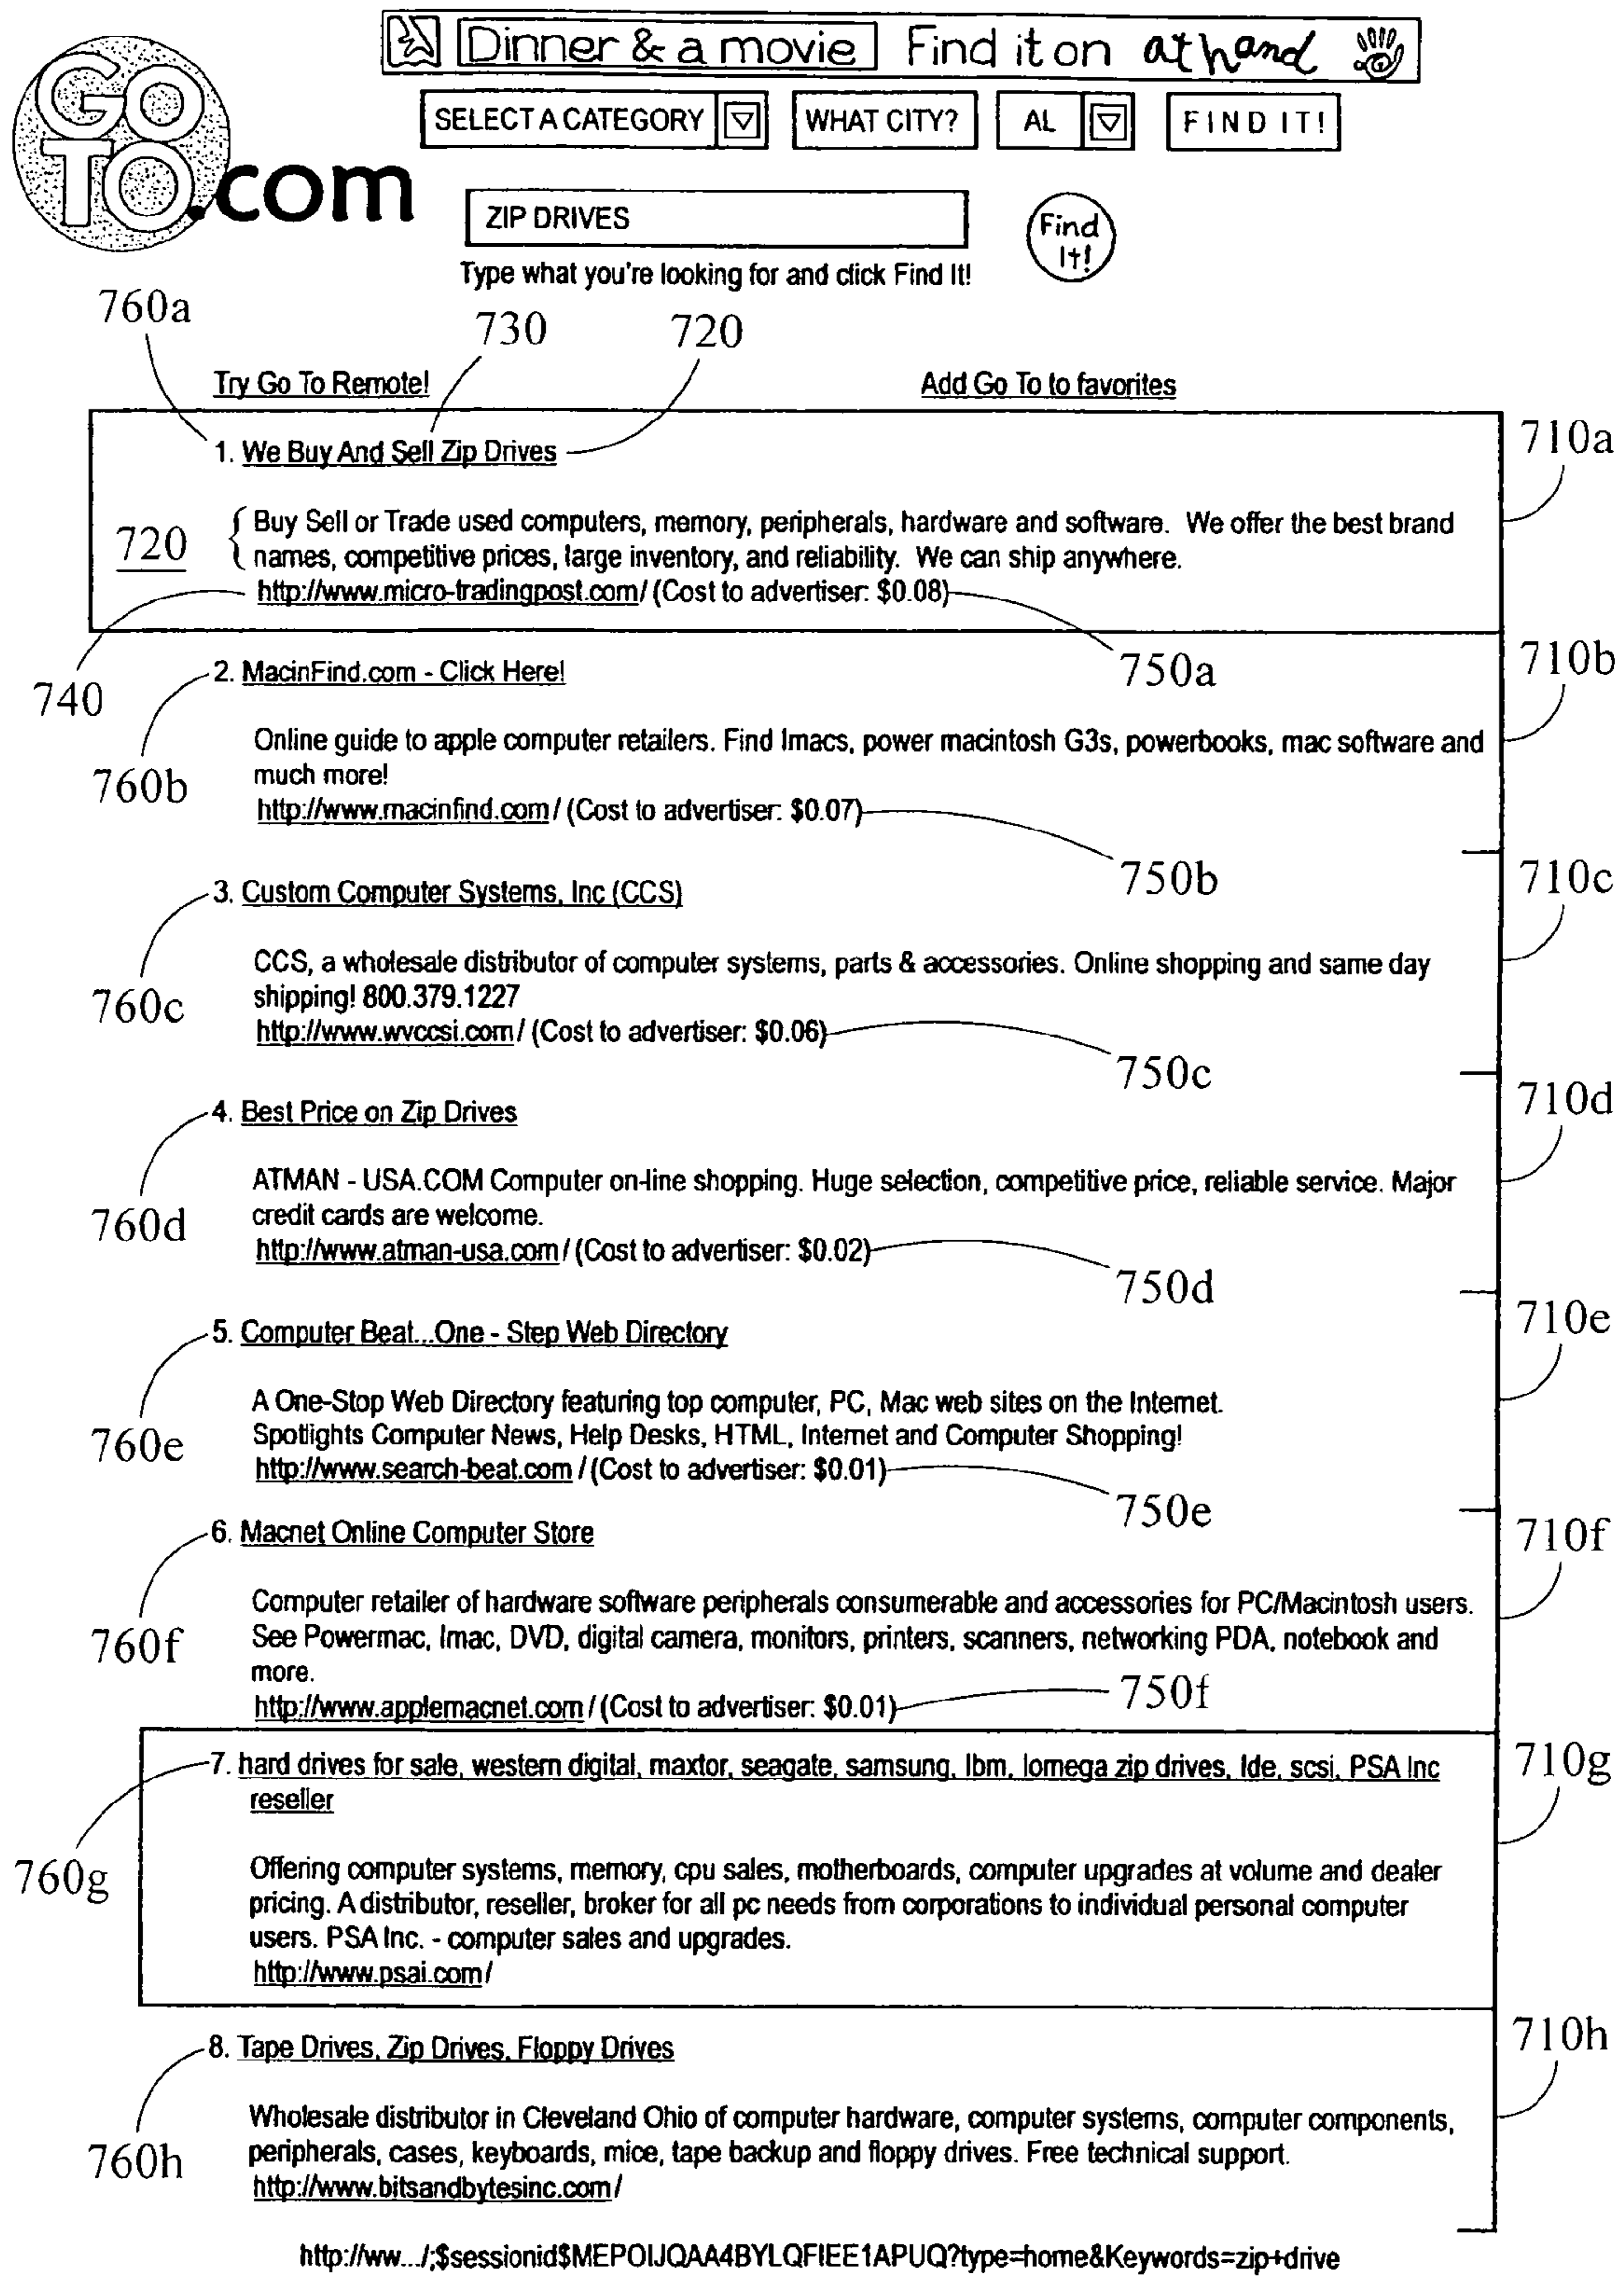 Dinner & a movie Find it on at hand
SELECT A CATEGORY WHAT CITY? AL FIND IT!
GO TO.com
ZIP DRIVES Find It!
Type what you're looking for and click Find It!
760a 730 720
Try Go To Remote! Add Go To to favorites
1. We Buy And Sell Zip Drives 710a
720 Buy Sell or Trade used computers, memory, peripherals, hardware and software. We offer the best brand
names, competitive prices, large inventory, and reliability. We can ship anywhere.
http://www.micro-tradingpost.com/ (Cost to advertiser: $0.08)
740 750a 710b
2. MacinFind.com - Click Here!
760b Online guide to apple computer retailers. Find Imacs, power macintosh G3s, powerbooks, mac software and
much more!
http://www.macinfind.com/ (Cost to advertiser: $0.07)
750b 710c
3. Custom Computer Systems, Inc (CCS)
760c CCS, a wholesale distributor of computer systems, parts & accessories. Online shopping and same day
shipping! 800.379.1227
http://www.wvccsi.com/ (Cost to advertiser: $0.06)
750c 710d
4. Best Price on Zip Drives
760d ATMAN - USA.COM Computer on-line shopping. Huge selection, competitive price, reliable service. Major
credit cards are welcome.
http://www.atman-usa.com/ (Cost to advertiser: $0.02)
750d 710e
5. Computer Beat...One - Step Web Directory
760e A One-Stop Web Directory featuring top computer, PC, Mac web sites on the Internet.
Spotlights Computer News, Help Desks, HTML, Internet and Computer Shopping!
http://www.search-beat.com / (Cost to advertiser: $0.01)
750e 710f
6. Macnet Online Computer Store
760f Computer retailer of hardware software peripherals consumerable and accessories for PC/Macintosh users.
See Powermac, Imac, DVD, digital camera, monitors, printers, scanners, networking PDA, notebook and
more.
http://www.applemacnet.com/ (Cost to advertiser: $0.01) 750f
7. hard drives for sale, western digital, maxtor, seagate, samsung, Ibm, Iomega zip drives, Ide, scsi, PSA Inc 710g
reseller
760g Offering computer systems, memory, cpu sales, motherboards, computer upgrades at volume and dealer
pricing. A distributor, reseller, broker for all pc needs from corporations to individual personal computer
users. PSA Inc. - computer sales and upgrades.
http://www.psai.com/
8. Tape Drives, Zip Drives, Floppy Drives 710h
760h Wholesale distributor in Cleveland Ohio of computer hardware, computer systems, computer components,
peripherals, cases, keyboards, mice, tape backup and floppy drives. Free technical support.
http://www.bitsandbytesinc.com/
http://ww.../;$sessionid$MEPOIJQAA4BYLQFIEE1APUQ?type=home&Keywords=zip+drive